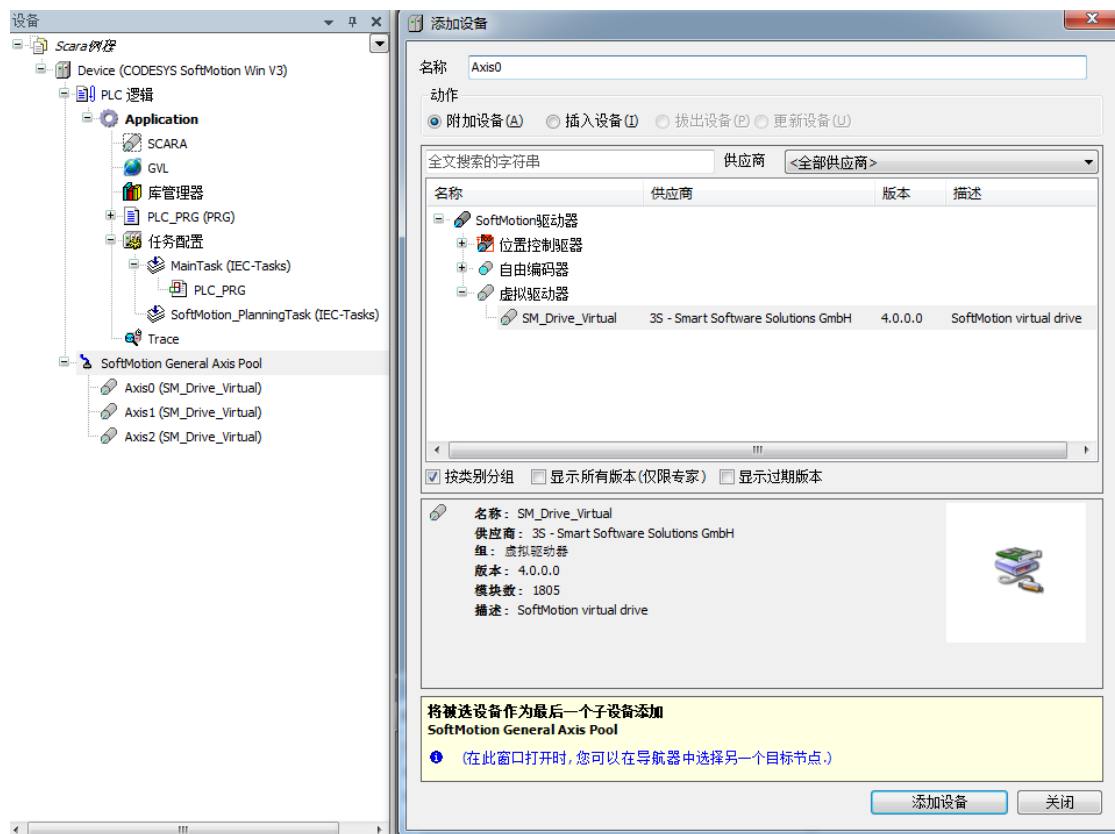 设备
Scara例程
Device (CODESYS SoftMotion Win V3)
PLC 逻辑
Application
SCARA
GVL
库管理器
PLC_PRG (PRG)
任务配置
MainTask (IEC-Tasks)
PLC_PRG
SoftMotion_PlanningTask (IEC-Tasks)
Trace
SoftMotion General Axis Pool
Axis0 (SM_Drive_Virtual)
Axis1 (SM_Drive_Virtual)
Axis2 (SM_Drive_Virtual)
添加设备
名称 Axis0
动作
附加设备(A) 插入设备(I) 拔出设备(P) 更新设备(U)
全文搜索的字符串 供应商 <全部供应商>
名称 供应商 版本 描述
SoftMotion驱动器
位置控制驱器
自由编码器
虚拟驱动器
SM_Drive_Virtual 3S - Smart Software Solutions GmbH 4.0.0.0 SoftMotion virtual drive
按类别分组 显示所有版本(仅限专家) 显示过期版本
名称: SM_Drive_Virtual
供应商: 3S - Smart Software Solutions GmbH
组: 虚拟驱动器
版本: 4.0.0.0
模块数: 1805
描述: SoftMotion virtual drive
将被选设备作为最后一个子设备添加
SoftMotion General Axis Pool
(在此窗口打开时,您可以在导航器中选择另一个目标节点.)
添加设备 关闭